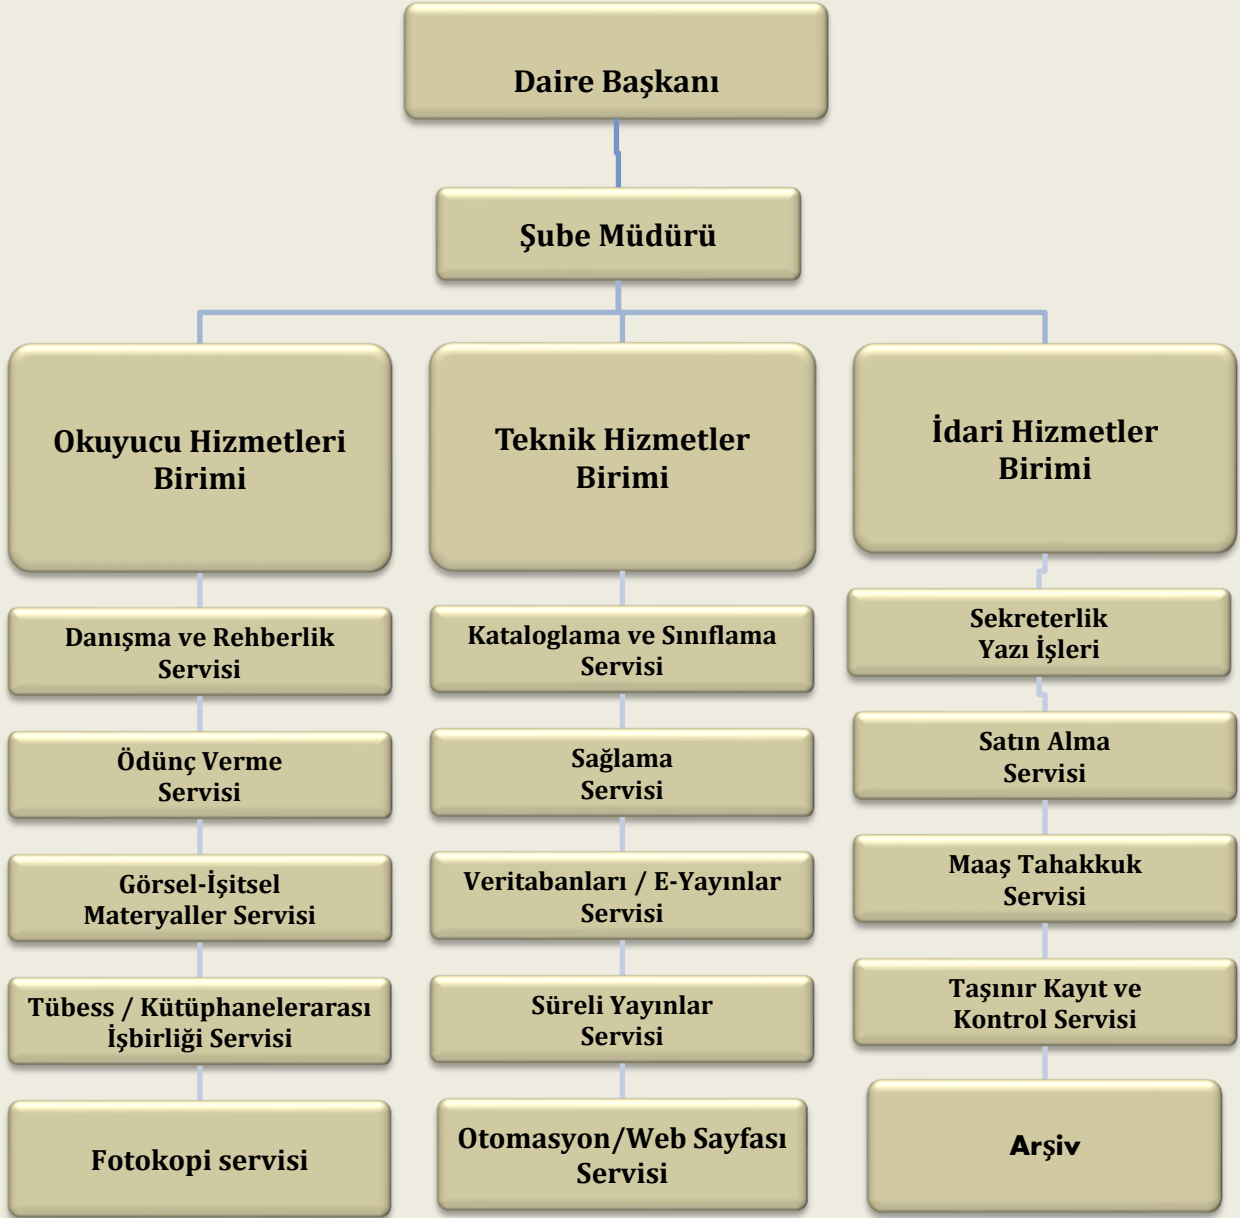 Daire Başkanı
Şube Müdürü
Okuyucu Hizmetleri
Birimi
Teknik Hizmetler
Birimi
İdari Hizmetler
Birimi
Danışma ve Rehberlik
Servisi
Kataloglama ve Sınıflama
Servisi
Sekreterlik
Yazı İşleri
Ödünç Verme
Servisi
Sağlama
Servisi
Satın Alma
Servisi
Görsel-İşitsel
Materyaller Servisi
Veritabanları / E-Yayınlar
Servisi
Maaş Tahakkuk
Servisi
Tübess / Kütüphanelerarası
İşbirliği Servisi
Süreli Yayınlar
Servisi
Taşınır Kayıt ve
Kontrol Servisi
Fotokopi servisi
Otomasyon/Web Sayfası
Servisi
Arşiv